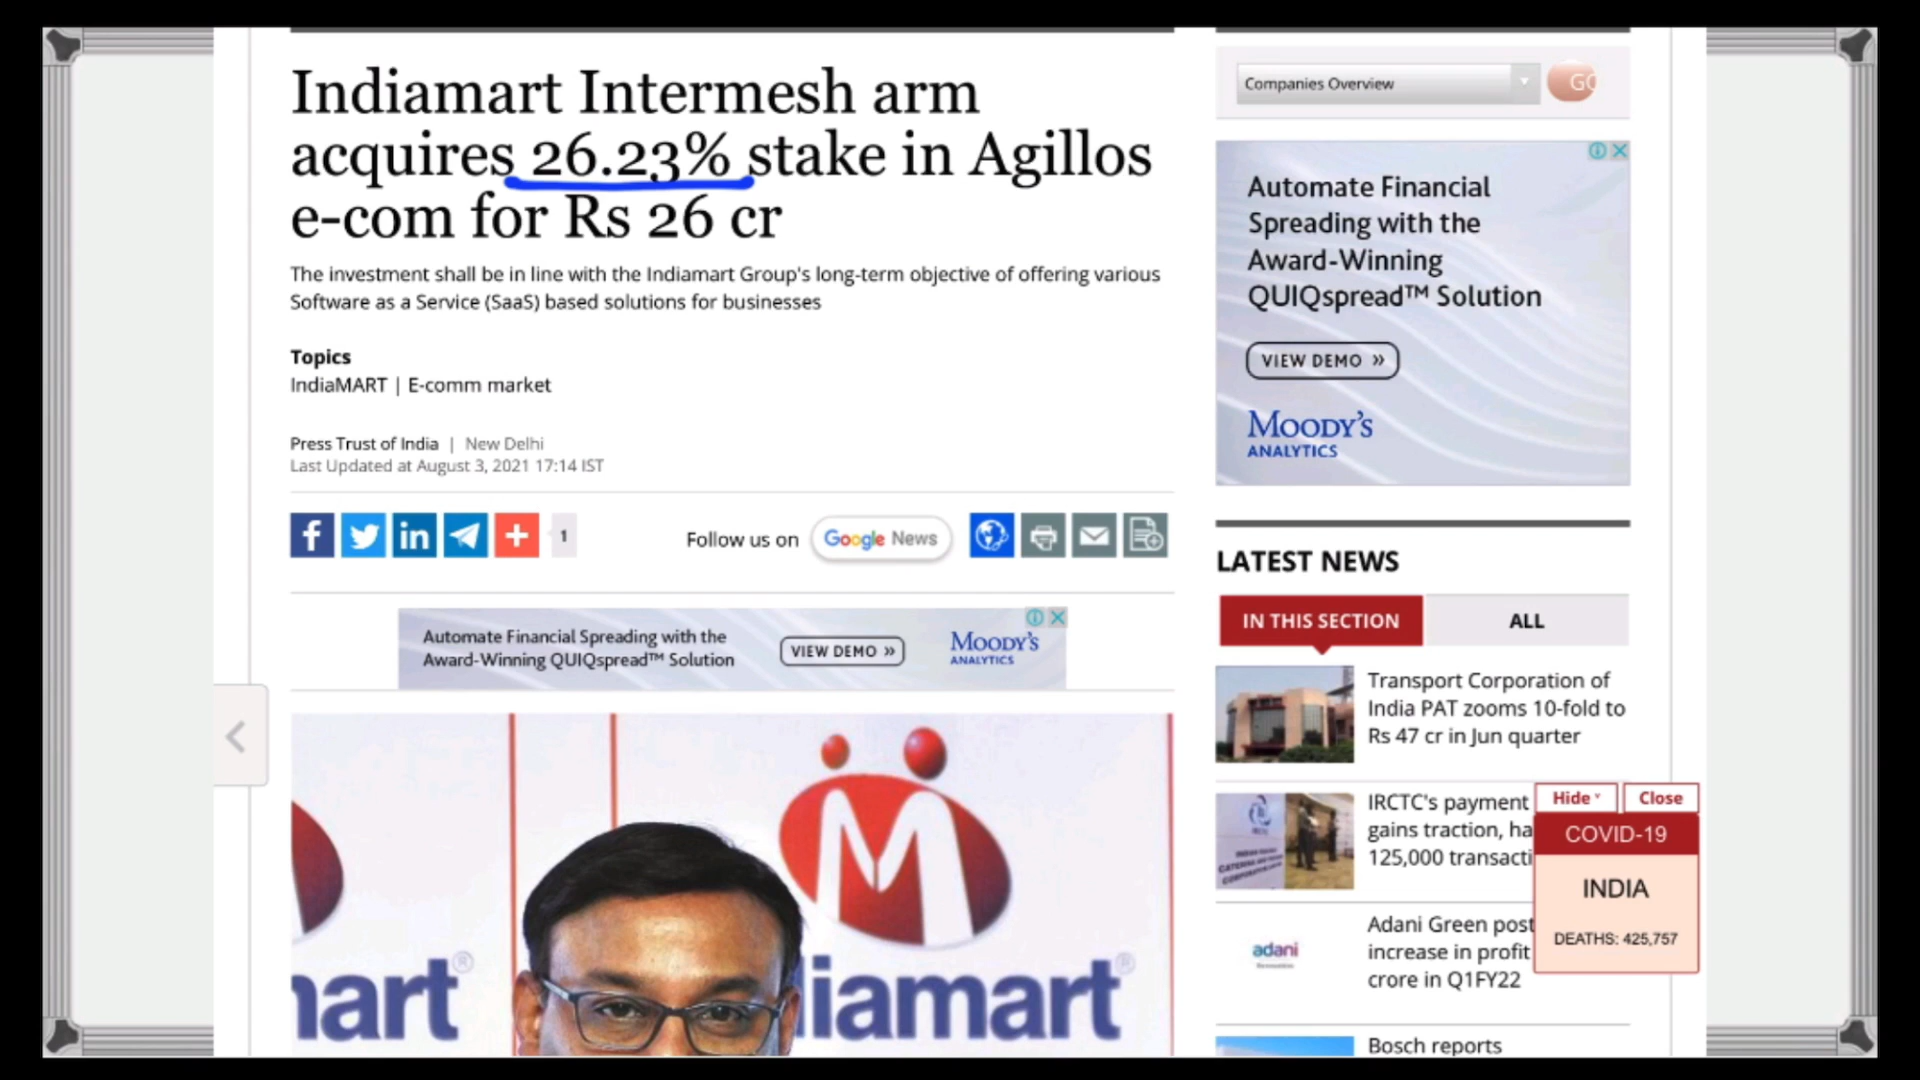 Indiamart Intermesh arm
acquires 26.23% stake in Agillos
e-com for Rs 26 cr
The investment shall be in line with the Indiamart Group's long-term objective of offering various
Software as a Service (SaaS) based solutions for businesses
Topics
IndiaMART | E-comm market
Press Trust of India | New Delhi
Last Updated at August 3, 2021 17:14 IST
1
Follow us on
Google News
Automate Financial Spreading with the
Award-Winning QUIQspread™ Solution
VIEW DEMO »
MOODY'S
ANALYTICS
M
nart®
diamart®
Companies Overview
GO
Automate Financial
Spreading with the
Award-Winning
QUIQspread™ Solution
VIEW DEMO »
MOODY'S
ANALYTICS
LATEST NEWS
IN THIS SECTION
ALL
Transport Corporation of
India PAT zooms 10-fold to
Rs 47 cr in Jun quarter
IRCTC's payment
gains traction, ha
125,000 transacti
adani
Adani Green post
increase in profit
crore in Q1FY22
Bosch reports
Hide
Close
COVID-19
INDIA
DEATHS: 425,757